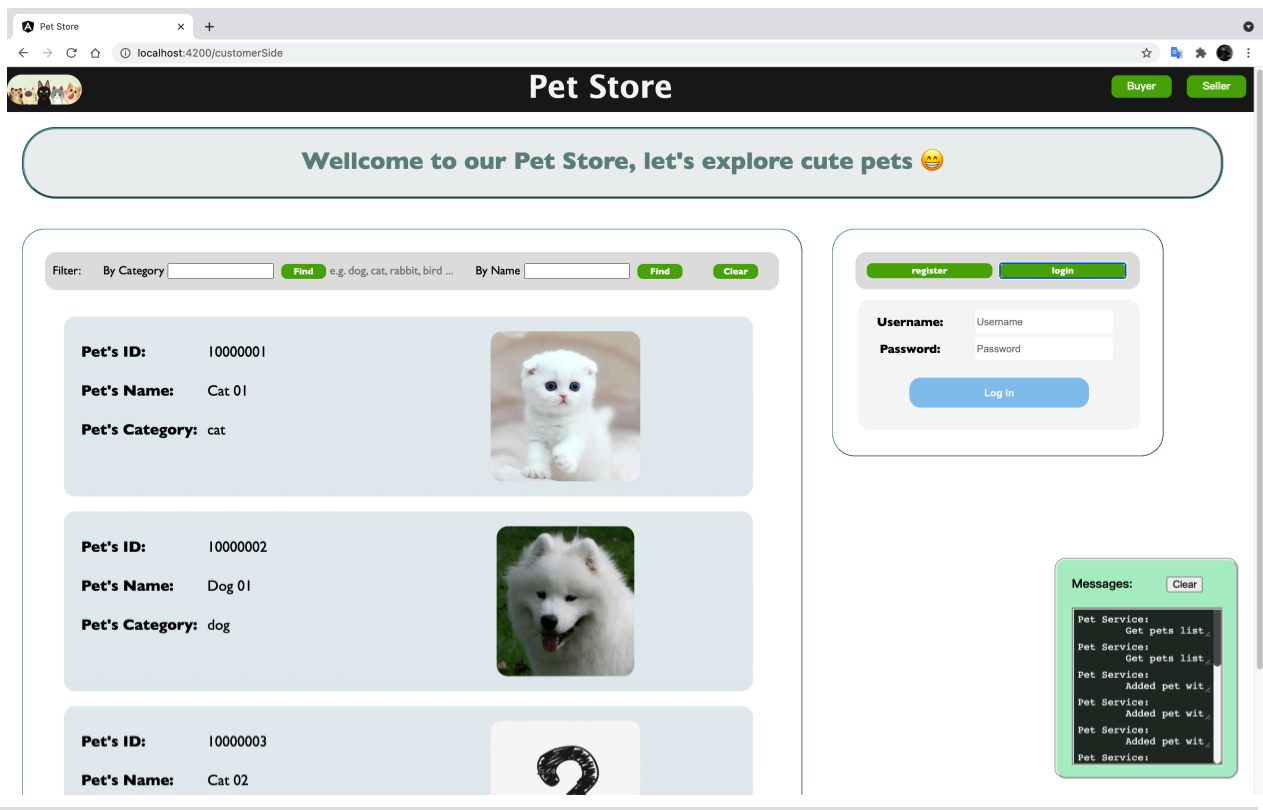 Pet Store
localhost:4200/customerSide
Pet Store
Buyer
Seller
Wellcome to our Pet Store, let's explore cute pets 😁
Filter: By Category Find e.g. dog, cat, rabbit, bird ... By Name Find Clear
Pet's ID: 10000001
Pet's Name: Cat 01
Pet's Category: cat
Pet's ID: 10000002
Pet's Name: Dog 01
Pet's Category: dog
Pet's ID: 10000003
Pet's Name: Cat 02
register login
Username: Username
Password: Password
Log in
Messages: Clear
Pet Service:
Get pets list
Pet Service:
Get pets list
Pet Service:
Added pet wit
Pet Service:
Added pet wit
Pet Service:
Added pet wit
Pet Service: